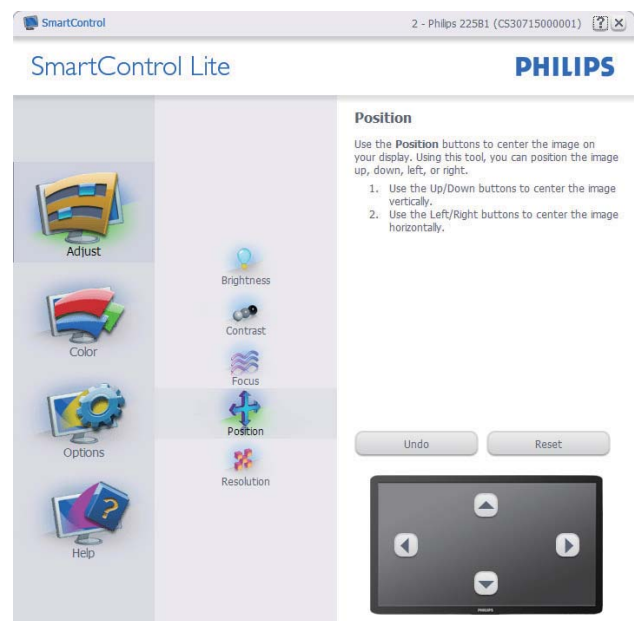 SmartControl
2 - Philips 225B1 (CS30715000001)
?
SmartControl Lite
PHILIPS
Adjust
Color
Options
?
Help
Brightness
Contrast
Focus
Position
Resolution
Position
Use the Position buttons to center the image on
your display. Using this tool, you can position the image
up, down, left, or right.
1. Use the Up/Down buttons to center the image
vertically.
2. Use the Left/Right buttons to center the image
horizontally.
Undo
Reset
PHILIPS